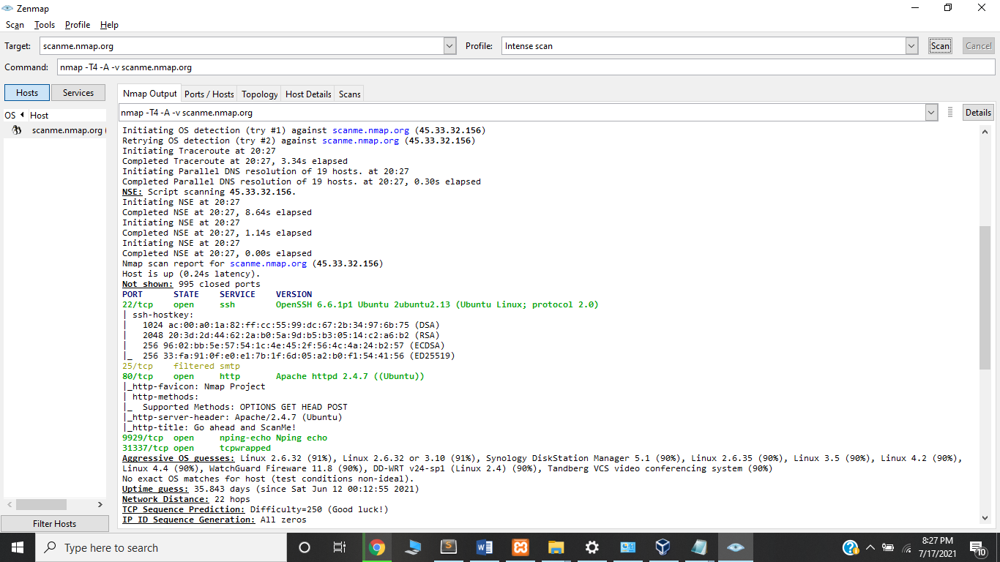 Zenmap
Scan Tools Profile Help
Target: scanme.nmap.org Profile: Intense scan Scan Cancel
Command: nmap -T4 -A -v scanme.nmap.org
Hosts Services
Nmap Output Ports / Hosts Topology Host Details Scans
OS Host
scanme.nmap.org (
nmap -T4 -A -v scanme.nmap.org Details
Initiating OS detection (try #1) against scanme.nmap.org (45.33.32.156)
Retrying OS detection (try #2) against scanme.nmap.org (45.33.32.156)
Initiating Traceroute at 20:27
Completed Traceroute at 20:27, 3.34s elapsed
Initiating Parallel DNS resolution of 19 hosts. at 20:27
Completed Parallel DNS resolution of 19 hosts. at 20:27, 0.30s elapsed
NSE: Script scanning 45.33.32.156.
Initiating NSE at 20:27
Completed NSE at 20:27, 8.64s elapsed
Initiating NSE at 20:27
Completed NSE at 20:27, 1.14s elapsed
Initiating NSE at 20:27
Completed NSE at 20:27, 0.00s elapsed
Nmap scan report for scanme.nmap.org (45.33.32.156)
Host is up (0.24s latency).
Not shown: 995 closed ports
PORT STATE SERVICE VERSION
22/tcp open ssh OpenSSH 6.6.1p1 Ubuntu 2ubuntu2.13 (Ubuntu Linux; protocol 2.0)
| ssh-hostkey:
| 1024 ac:00:a0:1a:82:ff:cc:55:99:dc:67:2b:34:97:6b:75 (DSA)
| 2048 20:3d:2d:44:62:2a:b0:5a:9d:b5:b3:05:14:c2:a6:b2 (RSA)
| 256 96:02:bb:5e:57:54:1c:4e:45:2f:56:4c:4a:24:b2:57 (ECDSA)
|_ 256 33:fa:91:0f:e0:e1:7b:1f:6d:05:a2:b0:f1:54:41:56 (ED25519)
25/tcp filtered smtp
80/tcp open http Apache httpd 2.4.7 ((Ubuntu))
|_http-favicon: Nmap Project
| http-methods:
|_ Supported Methods: OPTIONS GET HEAD POST
|_http-server-header: Apache/2.4.7 (Ubuntu)
|_http-title: Go ahead and ScanMe!
9929/tcp open nping-echo Nping echo
31337/tcp open tcpwrapped
Aggressive OS guesses: Linux 2.6.32 (91%), Linux 2.6.32 or 3.10 (91%), Synology DiskStation Manager 5.1 (90%), Linux 2.6.35 (90%), Linux 3.5 (90%), Linux 4.2 (90%),
Linux 4.4 (90%), WatchGuard Fireware 11.8 (90%), DD-WRT v24-sp1 (Linux 2.4) (90%), Tandberg VCS video conferencing system (90%)
No exact OS matches for host (test conditions non-ideal).
Uptime guess: 35.843 days (since Sat Jun 12 00:12:55 2021)
Network Distance: 22 hops
TCP Sequence Prediction: Difficulty=250 (Good luck!)
IP ID Sequence Generation: All zeros
Filter Hosts
Type here to search
8:27 PM
7/17/2021
10